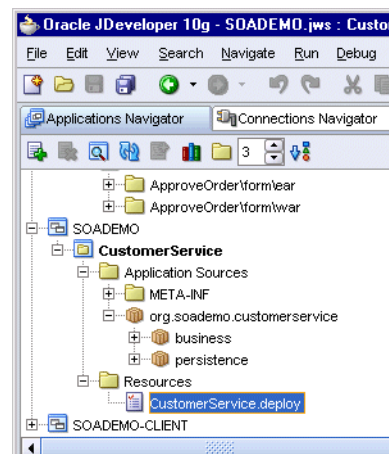 Oracle JDeveloper 10g - SOADEMO.jws : Custo
File Edit View Search Navigate Run Debug
Applications Navigator Connections Navigator
3
ApproveOrder\form\ear
ApproveOrder\form\war
SOADEMO
CustomerService
Application Sources
META-INF
org.soademo.customerservice
business
persistence
Resources
CustomerService.deploy
SOADEMO-CLIENT